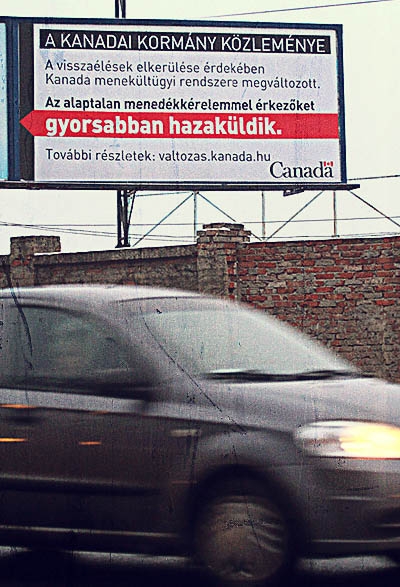 A KANADAI KORMÁNY KÖZLEMÉNYE
A visszaélések elkerülése érdekében
Kanada menekültügyi rendszere megváltozott.
Az alaptalan menedékkérelemmel érkezőket
gyorsabban hazaküldik.
További részletek: valtozas.kanada.hu
Canada